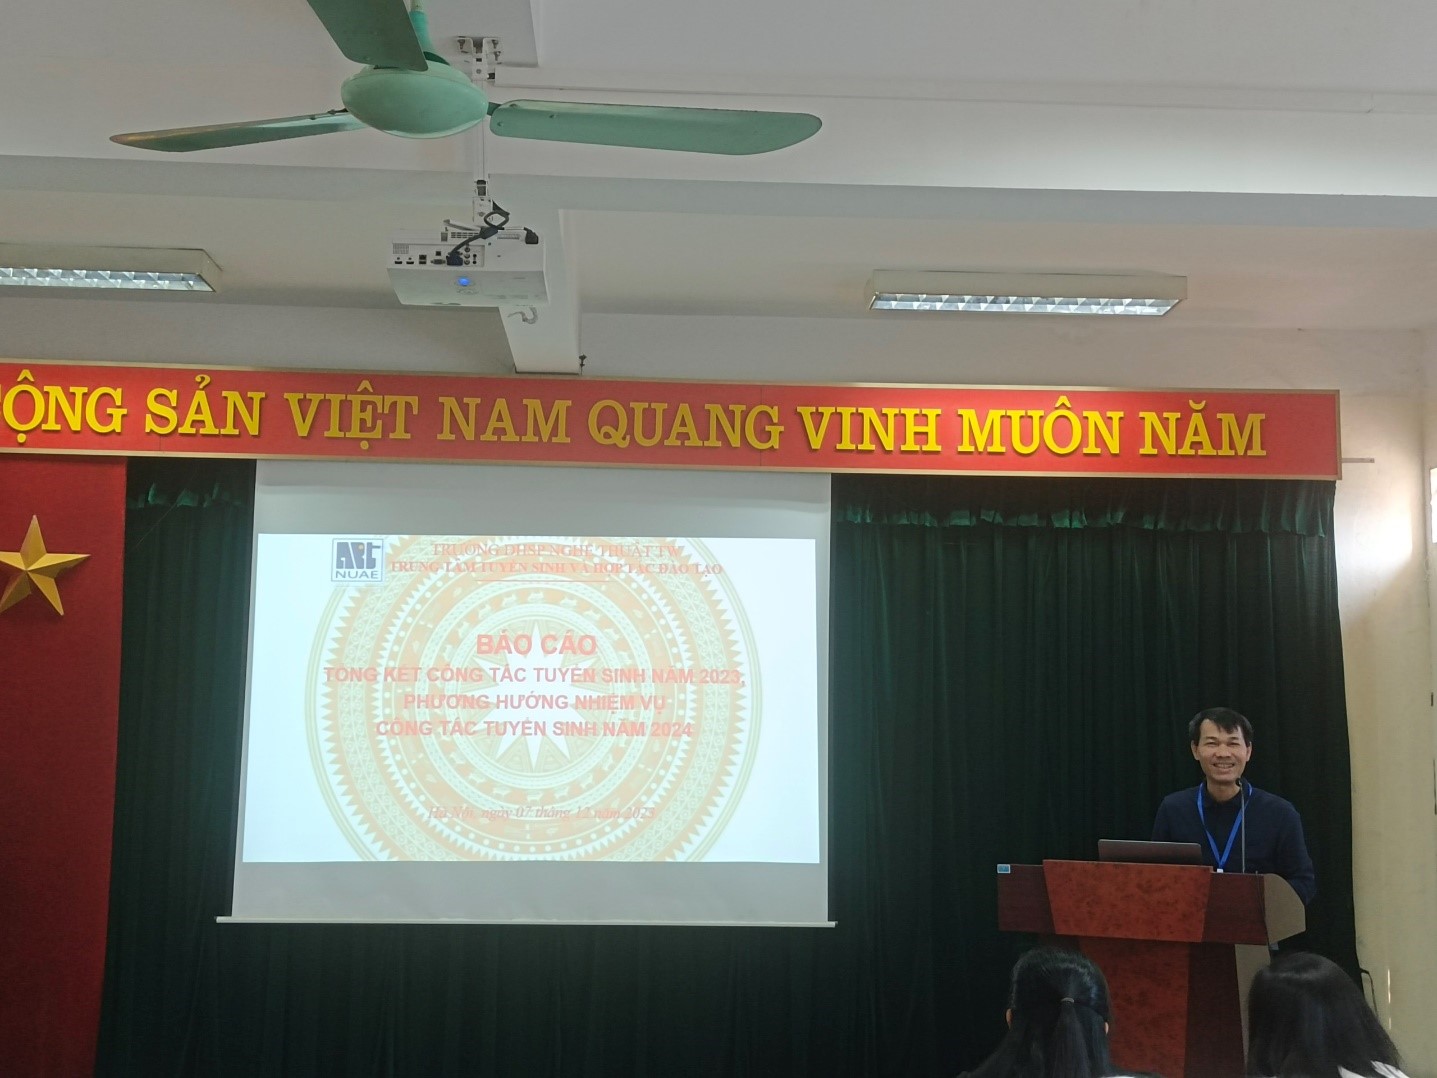 ỘNG SẢN VIỆT NAM QUANG VINH MUÔN NĂM
ART
NUAE
TRƯỜNG ĐHSP NGHỆ THUẬT TW
TRUNG TÂM TUYỂN SINH VÀ HỢP TÁC ĐÀO TẠO
BÁO CÁO
TỔNG KẾT CÔNG TÁC TUYỂN SINH NĂM 2023,
PHƯƠNG HƯỚNG NHIỆM VỤ
CÔNG TÁC TUYỂN SINH NĂM 2024
Hà Nội, ngày 07 tháng 12 năm 2023